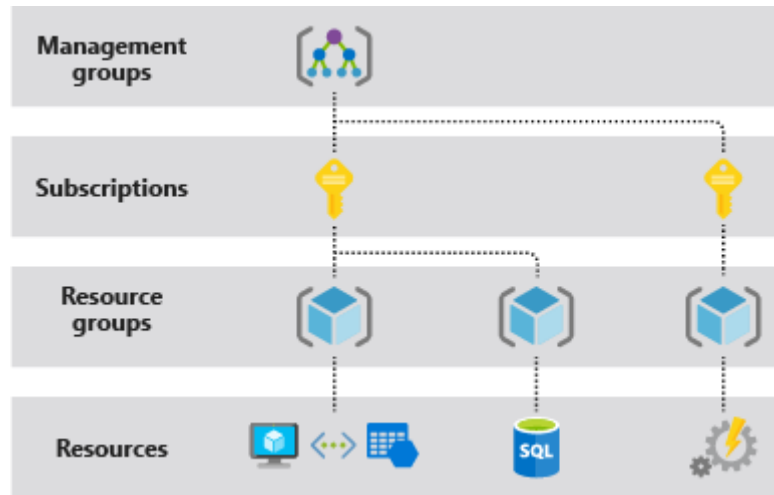 Management
groups
Subscriptions
Resource
groups
Resources
SQL